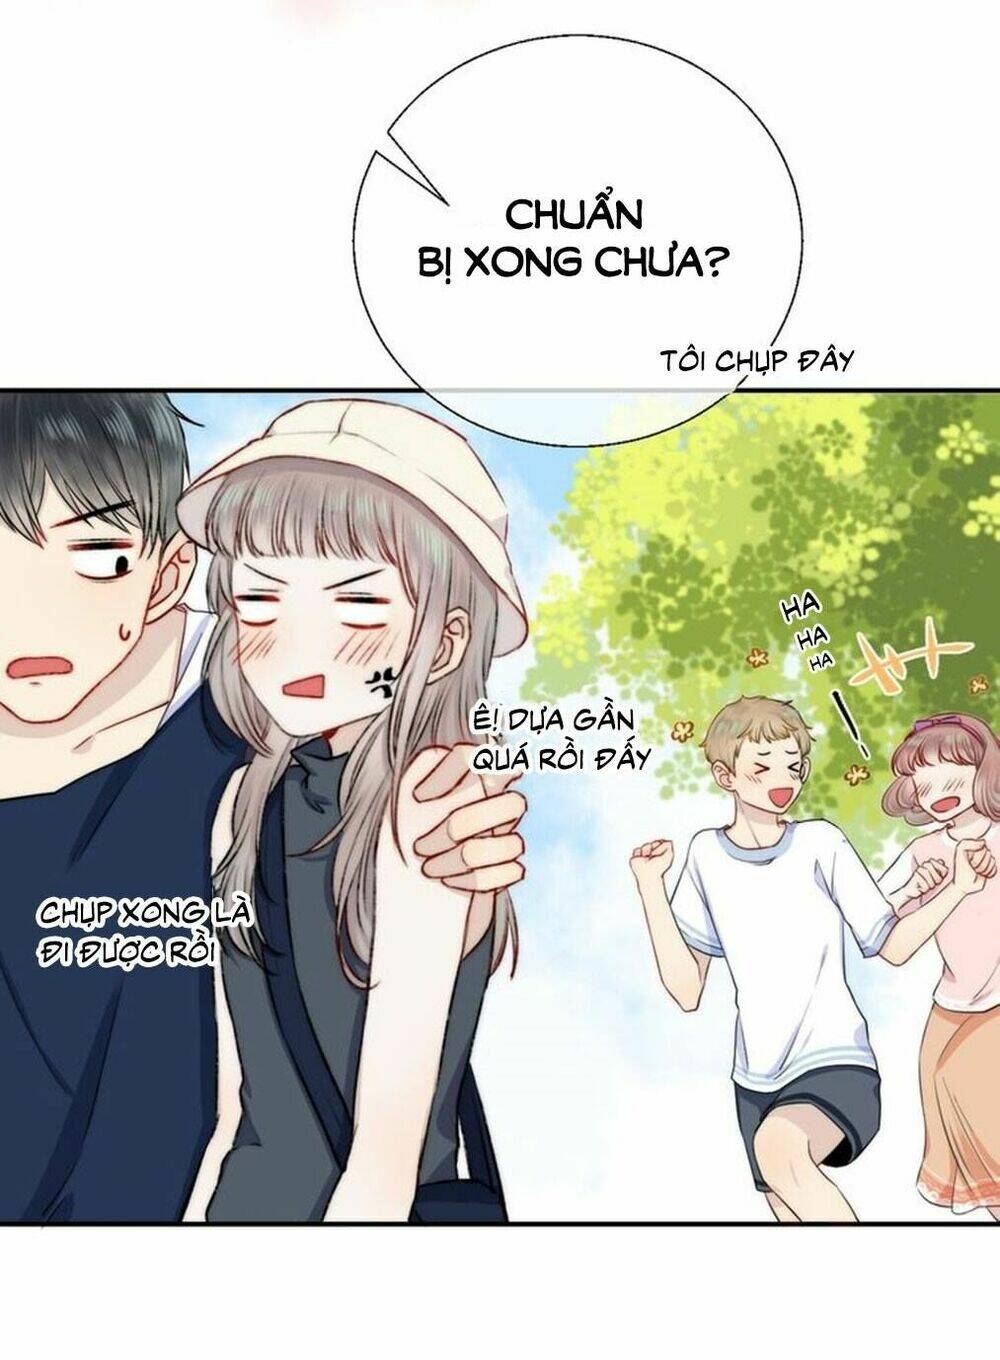 CHUẨN
BỊ XONG CHƯA?
TÔI CHỤP ĐÂY
HA
HA
HA
Ê! DỰA GẦN
QUÁ RỒI ĐẤY
CHỤP XONG LÀ
ĐI ĐƯỢC RỒI